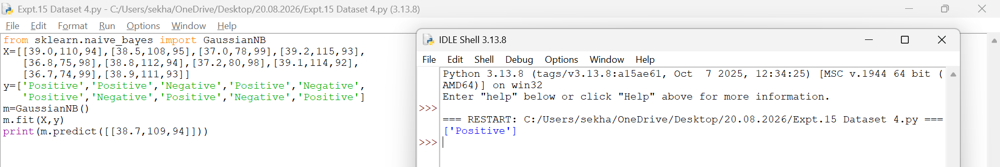 Expt.15 Dataset 4.py - C:/Users/sekha/OneDrive/Desktop/20.08.2026/Expt.15 Dataset 4.py (3.13.8)
File Edit Format Run Options Window Help
from sklearn.naive_bayes import GaussianNB
X=[[39.0,110,94],[38.5,108,95],[37.0,78,99],[39.2,115,93],
   [36.8,75,98],[38.8,112,94],[37.2,80,98],[39.1,114,92],
   [36.7,74,99],[38.9,111,93]]
y=['Positive','Positive','Negative','Positive','Negative',
   'Positive','Negative','Positive','Negative','Positive']
m=GaussianNB()
m.fit(X,y)
print(m.predict([[38.7,109,94]]))
IDLE Shell 3.13.8
File Edit Shell Debug Options Window Help
Python 3.13.8 (tags/v3.13.8:a15ae61, Oct  7 2025, 12:34:25) [MSC v.1944 64 bit (
AMD64)] on win32
Enter "help" below or click "Help" above for more information.
>>>
=== RESTART: C:/Users/sekha/OneDrive/Desktop/20.08.2026/Expt.15 Dataset 4.py ===
['Positive']
>>>